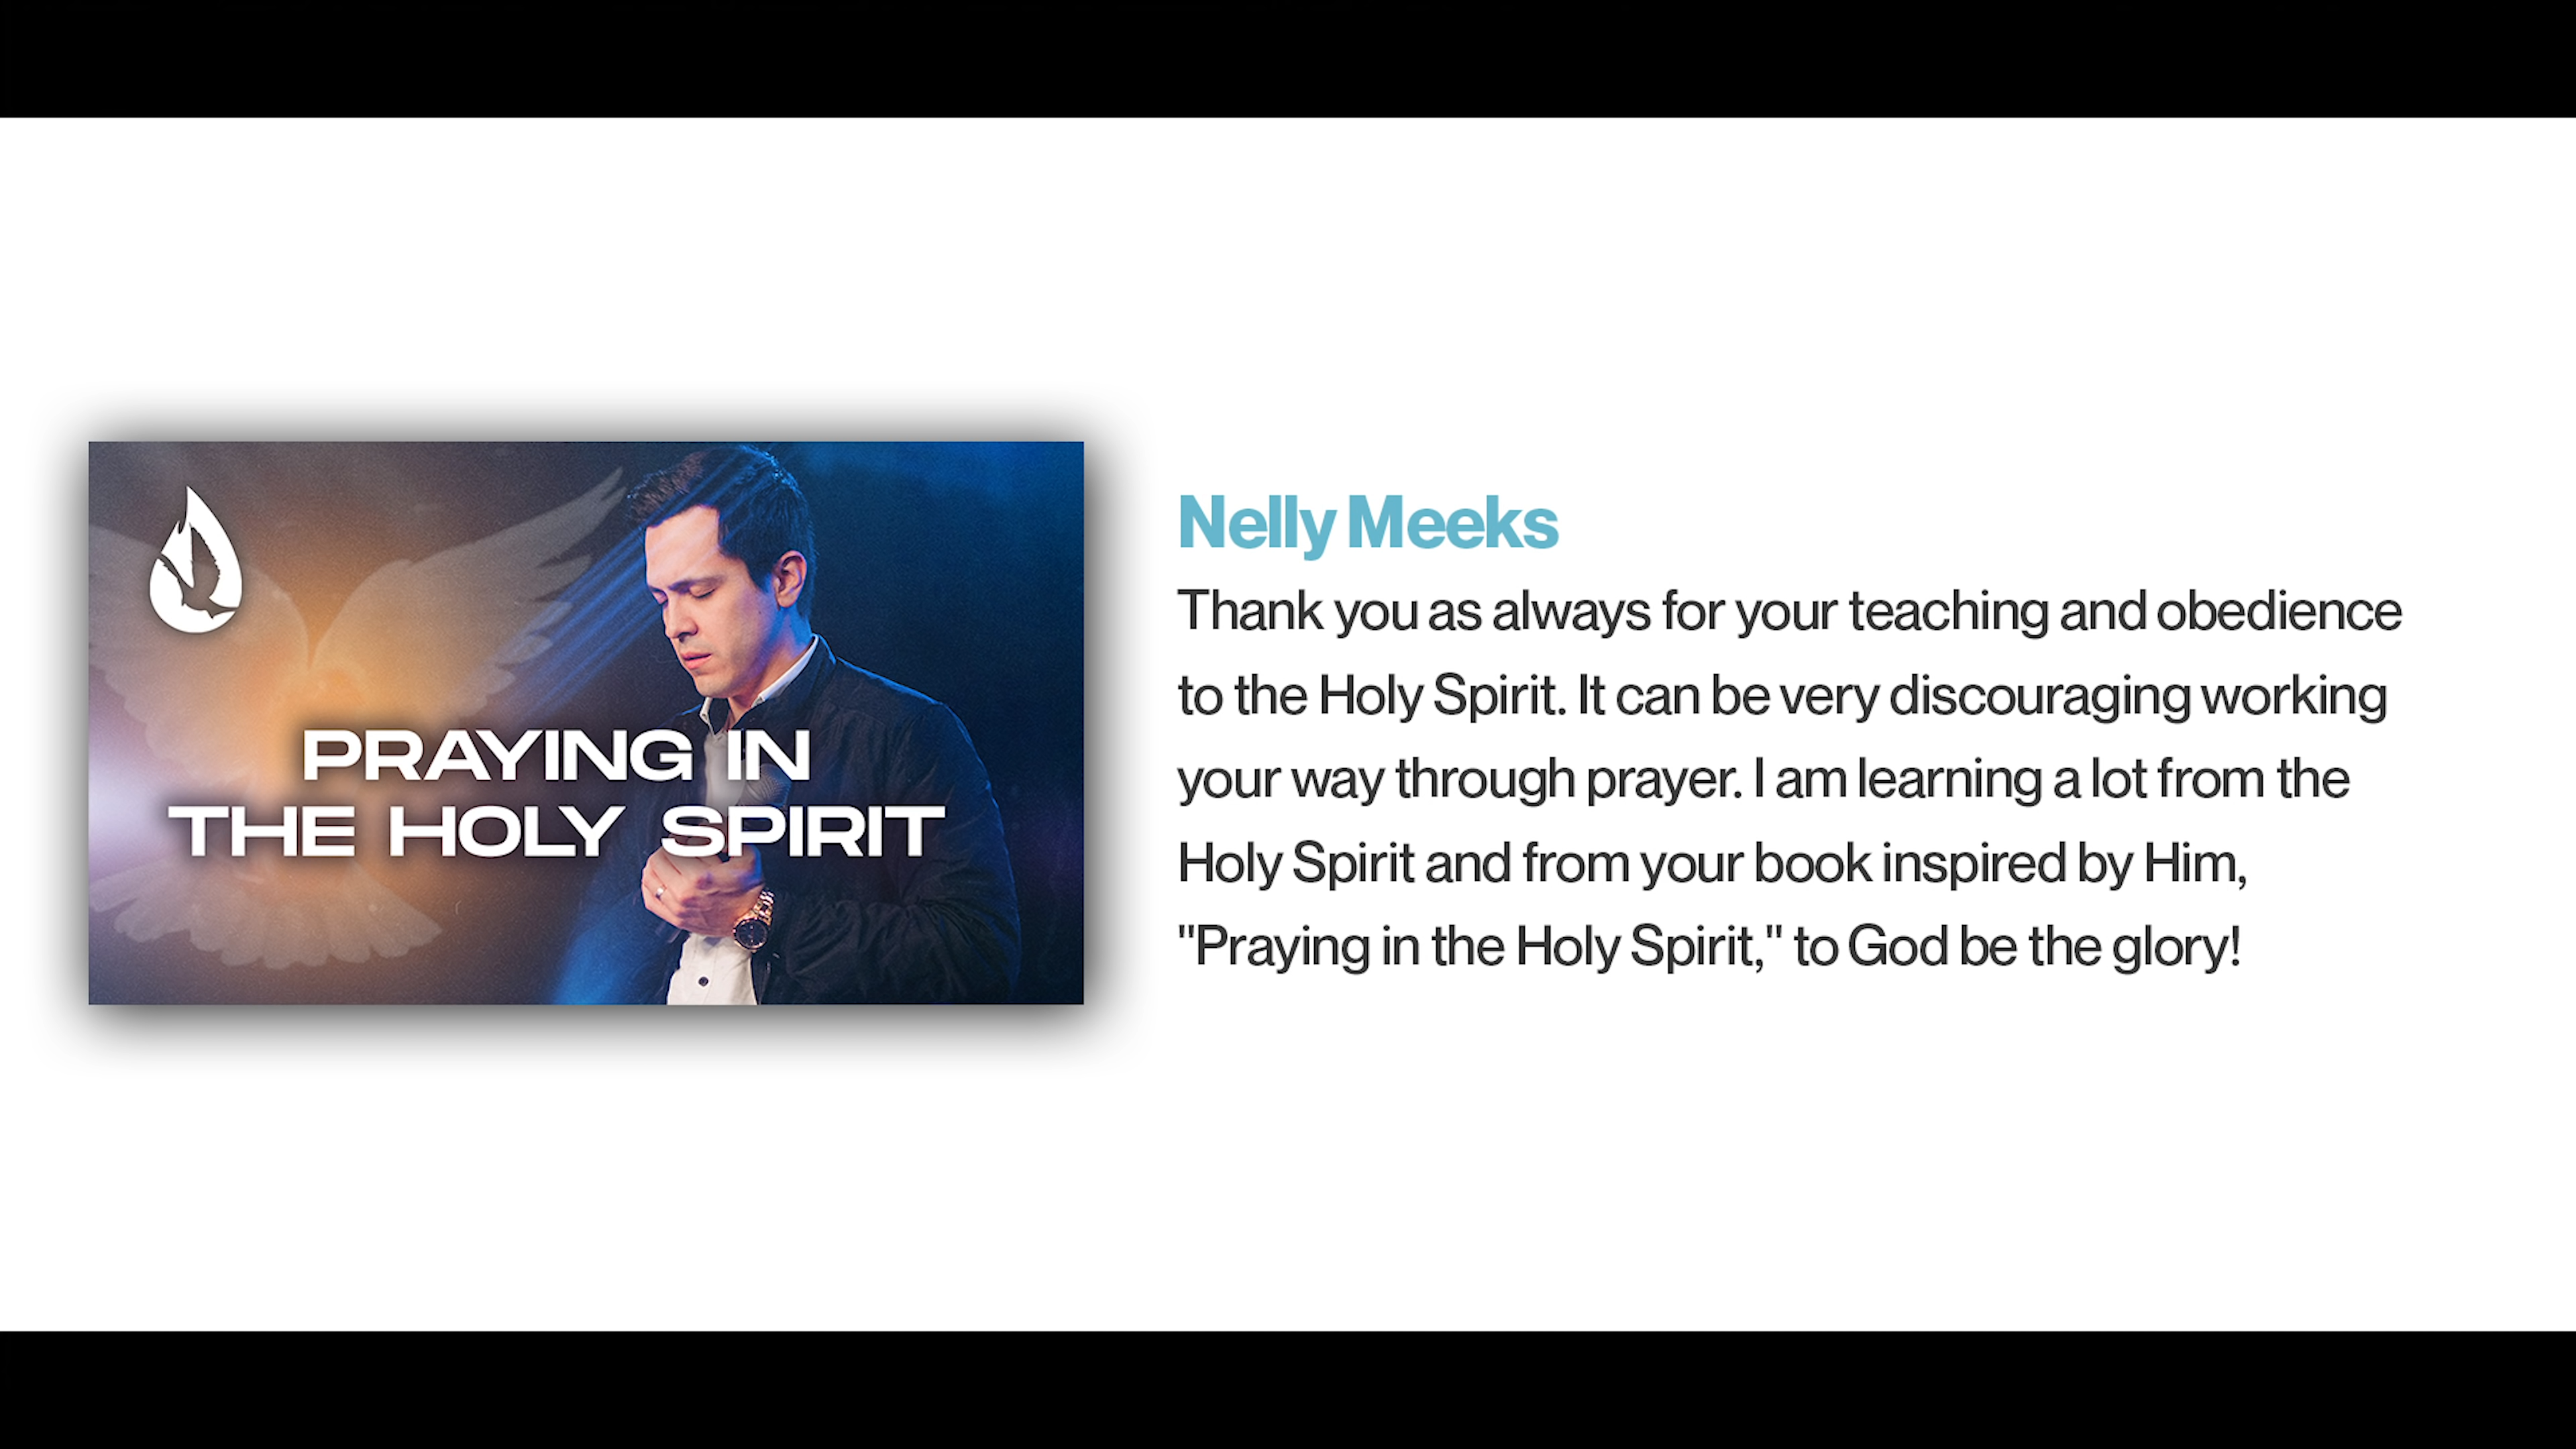 PRAYING IN
THE HOLY SPIRIT
Nelly Meeks
Thank you as always for your teaching and obedience
to the Holy Spirit. It can be very discouraging working
your way through prayer. I am learning a lot from the
Holy Spirit and from your book inspired by Him,
"Praying in the Holy Spirit," to God be the glory!